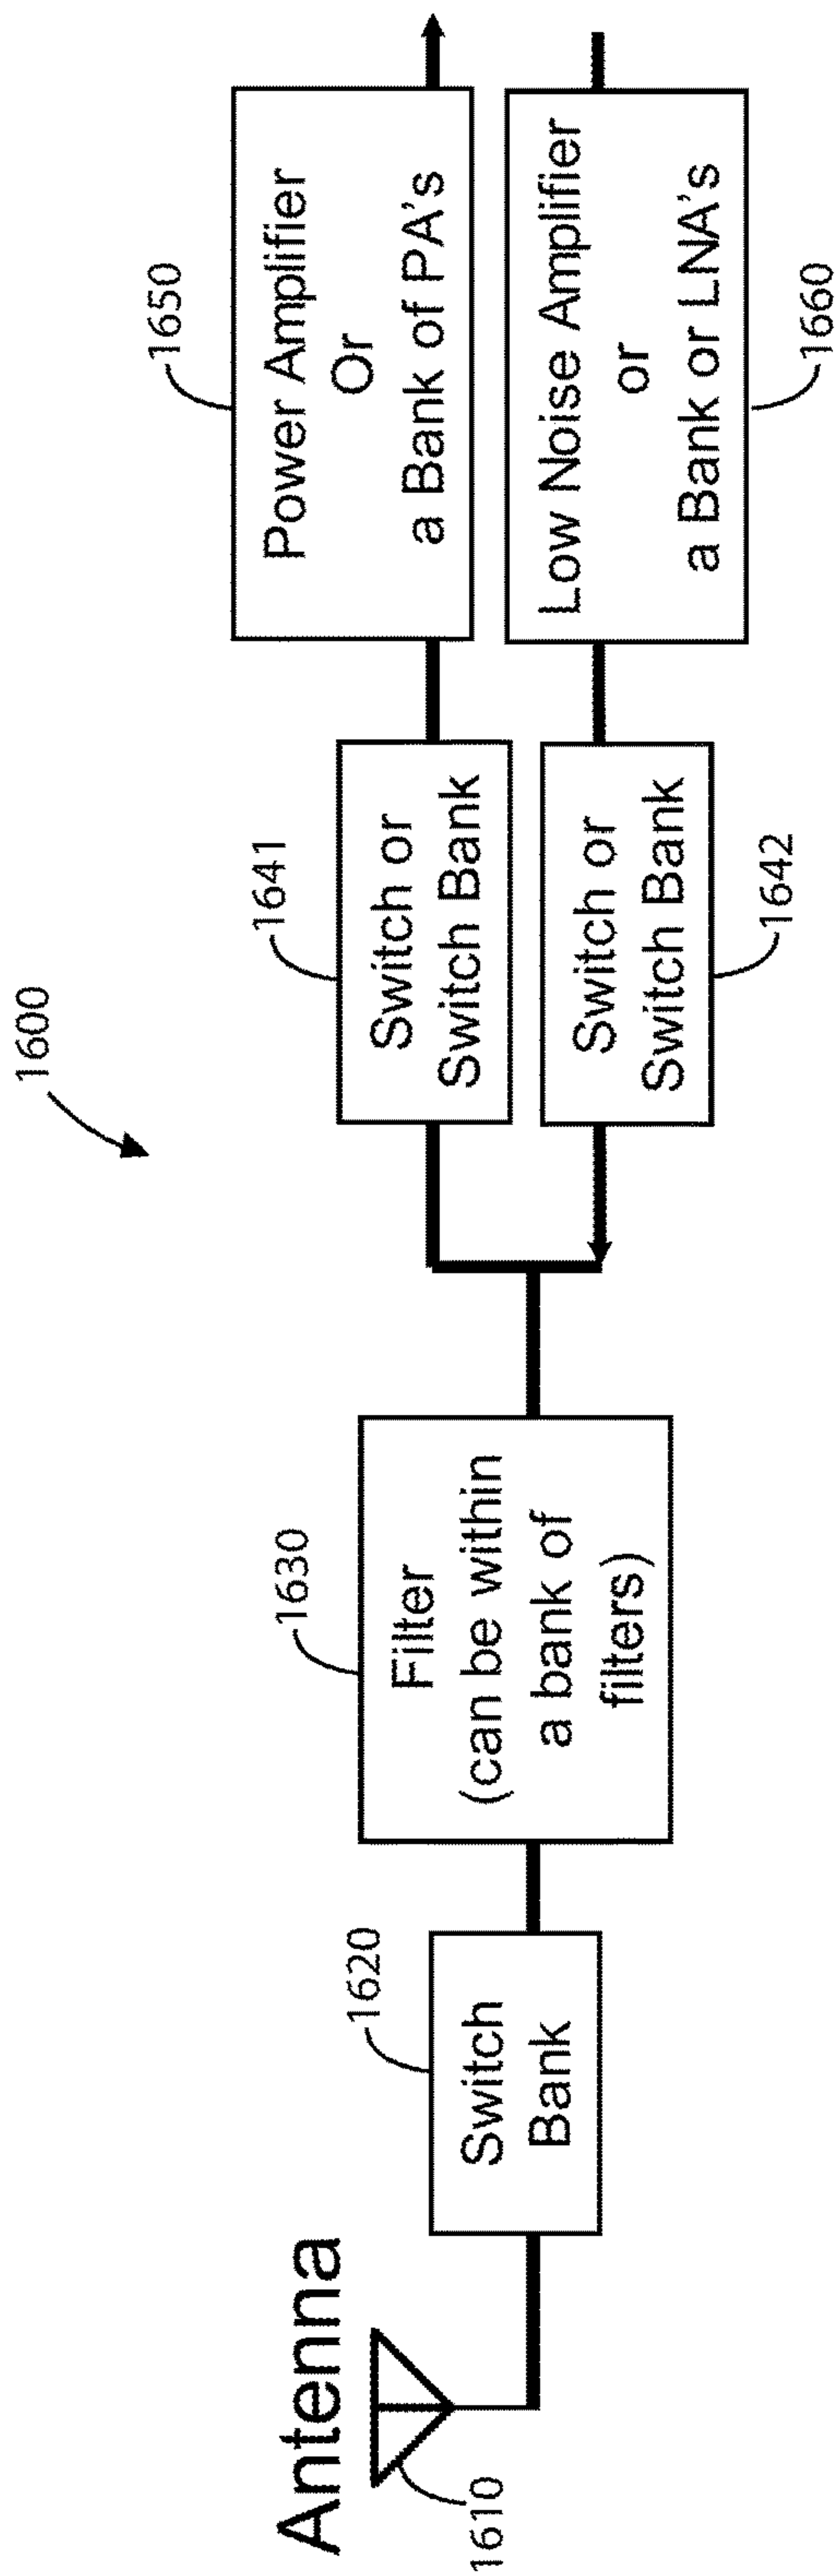 1600
Antenna
1610
1620
Switch
Bank
1630
Filter
(can be within
a bank of
filters)
1641
Switch or
Switch Bank
Switch or
Switch Bank
1642
1650
Power Amplifier
Or
a Bank of PA's
Low Noise Amplifier
or
a Bank or LNA's
1660